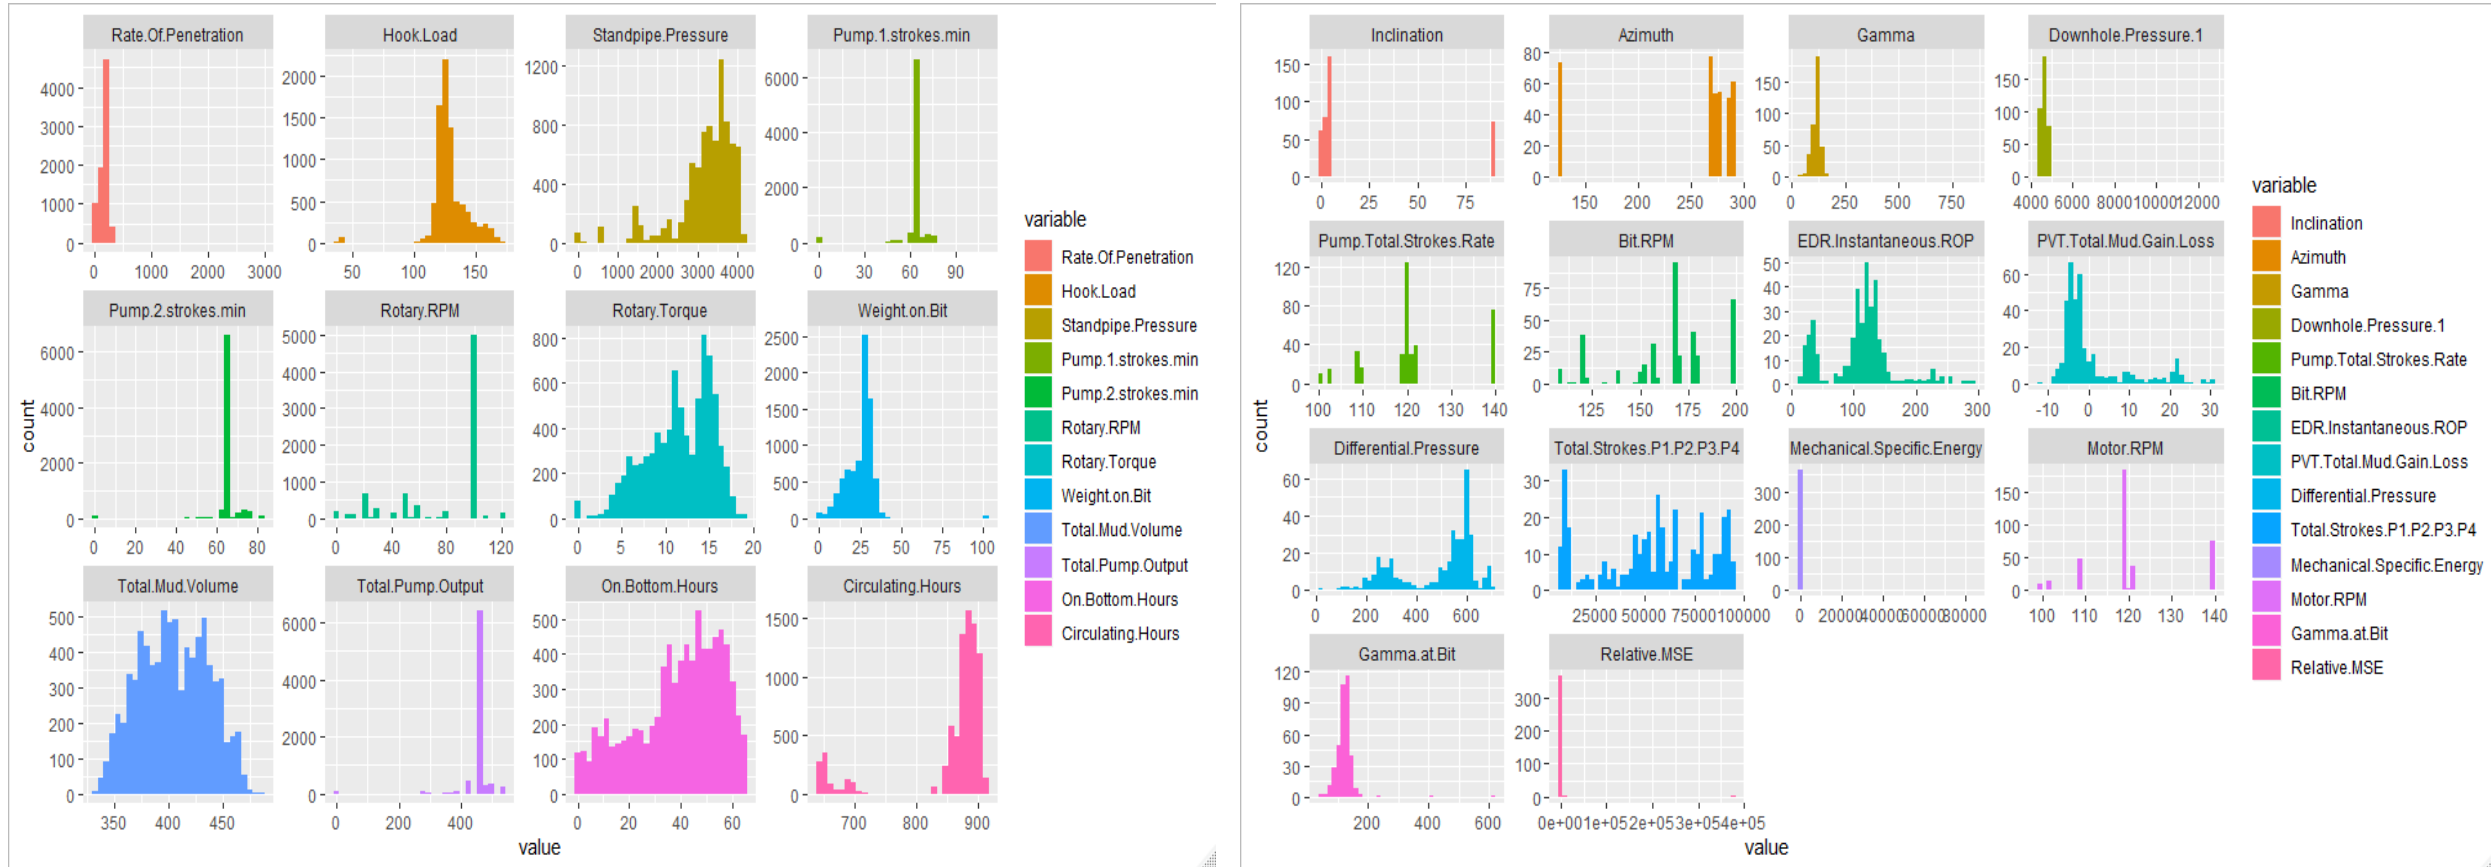 Rate.Of.Penetration Hook.Load Standpipe.Pressure Pump.1.strokes.min
4000 3000 2000 1000 0
2000 1500 1000 500 0
1200 800 400 0
6000 4000 2000 0
0 1000 2000 3000
50 100 150
0 1000 2000 3000 4000
0 30 60 90
Pump.2.strokes.min Rotary.RPM Rotary.Torque Weight.on.Bit
6000 4000 2000 0
5000 4000 3000 2000 1000 0
800 600 400 200 0
2500 2000 1500 1000 500 0
0 20 40 60 80
0 40 80 120
0 5 10 15 20
0 25 50 75 100
Total.Mud.Volume Total.Pump.Output On.Bottom.Hours Circulating.Hours
500 400 300 200 100 0
6000 4000 2000 0
500 400 300 200 100 0
1500 1000 500 0
350 400 450
0 200 400
0 20 40 60
700 800 900
count
value
variable
Rate.Of.Penetration
Hook.Load
Standpipe.Pressure
Pump.1.strokes.min
Pump.2.strokes.min
Rotary.RPM
Rotary.Torque
Weight.on.Bit
Total.Mud.Volume
Total.Pump.Output
On.Bottom.Hours
Circulating.Hours
Inclination Azimuth Gamma Downhole.Pressure.1
150 100 50 0
80 60 40 20 0
150 100 50 0
150 100 50 0
0 25 50 75
150 200 250 300
0 250 500 750
4000 6000 8000 10000 12000
Pump.Total.Strokes.Rate Bit.RPM EDR.Instantaneous.ROP PVT.Total.Mud.Gain.Loss
120 80 40 0
75 50 25 0
50 40 30 20 10 0
60 40 20 0
100 110 120 130 140
125 150 175 200
0 100 200 300
-10 0 10 20 30
Differential.Pressure Total.Strokes.P1.P2.P3.P4 Mechanical.Specific.Energy Motor.RPM
60 40 20 0
30 20 10 0
300 200 100 0
150 100 50 0
0 200 400 600
25000 50000 75000 100000
0 20000 40000 60000 80000
100 110 120 130 140
Gamma.at.Bit Relative.MSE
120 90 60 30 0
300 200 100 0
200 400 600
0e+00 1e+05 2e+05 3e+05 4e+05
count
value
variable
Inclination
Azimuth
Gamma
Downhole.Pressure.1
Pump.Total.Strokes.Rate
Bit.RPM
EDR.Instantaneous.ROP
PVT.Total.Mud.Gain.Loss
Differential.Pressure
Total.Strokes.P1.P2.P3.P4
Mechanical.Specific.Energy
Motor.RPM
Gamma.at.Bit
Relative.MSE